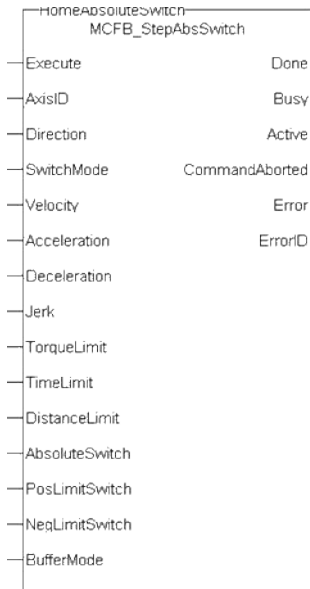 HomeAbsoluteSwitch
MCFB_StepAbsSwitch
Execute Done
AxisID Busy
Direction Active
SwitchMode CommandAborted
Velocity Error
Acceleration ErrorID
Deceleration
Jerk
TorqueLimit
TimeLimit
DistanceLimit
AbsoluteSwitch
PosLimitSwitch
NegLimitSwitch
BufferMode